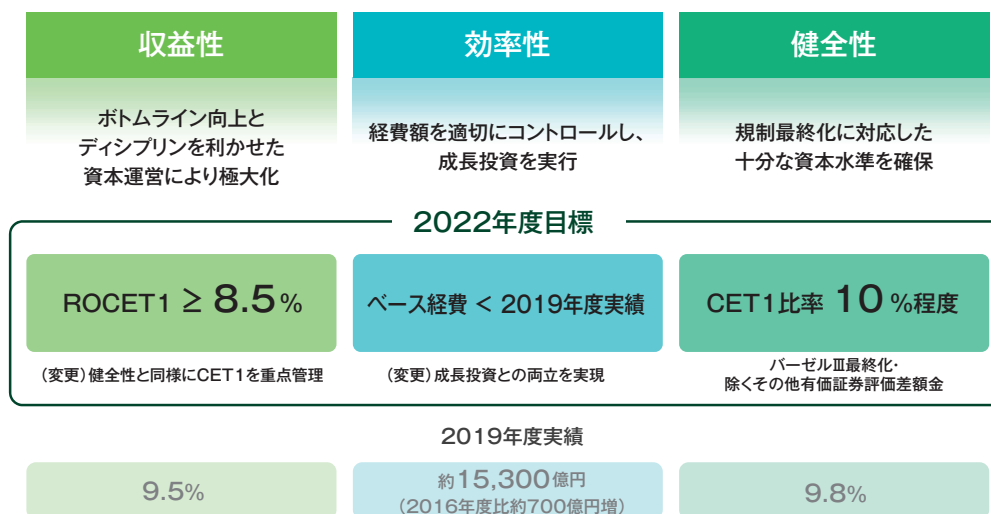 収益性
ボトムライン向上と
ディシプリンを利かせた
資本運営により極大化
効率性
経費額を適切にコントロールし、
成長投資を実行
健全性
規制最終化に対応した
十分な資本水準を確保
2022年度目標
ROCET1 ≥ 8.5%
（変更）健全性と同様にCET1を重点管理
ベース経費 < 2019年度実績
（変更）成長投資との両立を実現
CET1比率 10%程度
バーゼルⅢ最終化・
除くその他有価証券評価差額金
2019年度実績
9.5%
約15,300億円
（2016年度比約700億円増）
9.8%